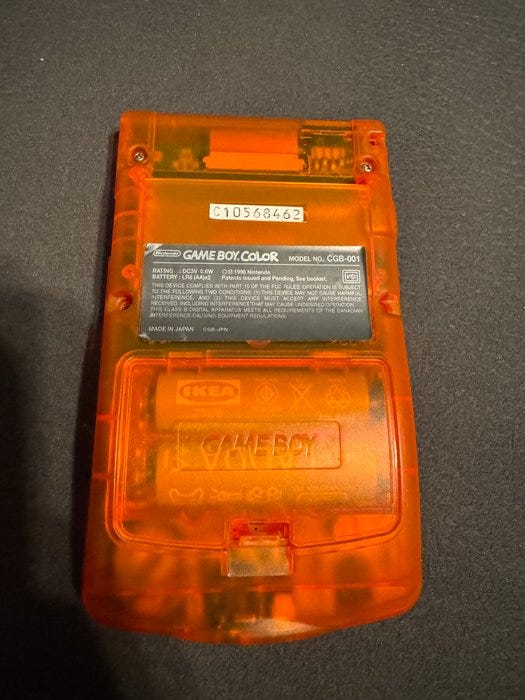 C10568462
Nintendo GAME BOY COLOR MODEL NO. CGB-001
RATING : DC3V 0.6W ©1998 Nintendo
BATTERY : LR6 (AA)x2 Patents issued and Pending, See booklet.
THIS DEVICE COMPLIES WITH PART 15 OF THE FCC RULES. OPERATION IS SUBJECT
TO THE FOLLOWING TWO CONDITIONS: (1) THIS DEVICE MAY NOT CAUSE HARMFUL
INTERFERENCE, AND (2) THIS DEVICE MUST ACCEPT ANY INTERFERENCE
RECEIVED, INCLUDING INTERFERENCE THAT MAY CAUSE UNDESIRED OPERATION.
THIS CLASS B DIGITAL APPARATUS MEETS ALL REQUIREMENTS OF THE CANADIAN
INTERFERENCE-CAUSING EQUIPMENT REGULATIONS.
MADE IN JAPAN CGB-JPN
IKEA
GAME BOY